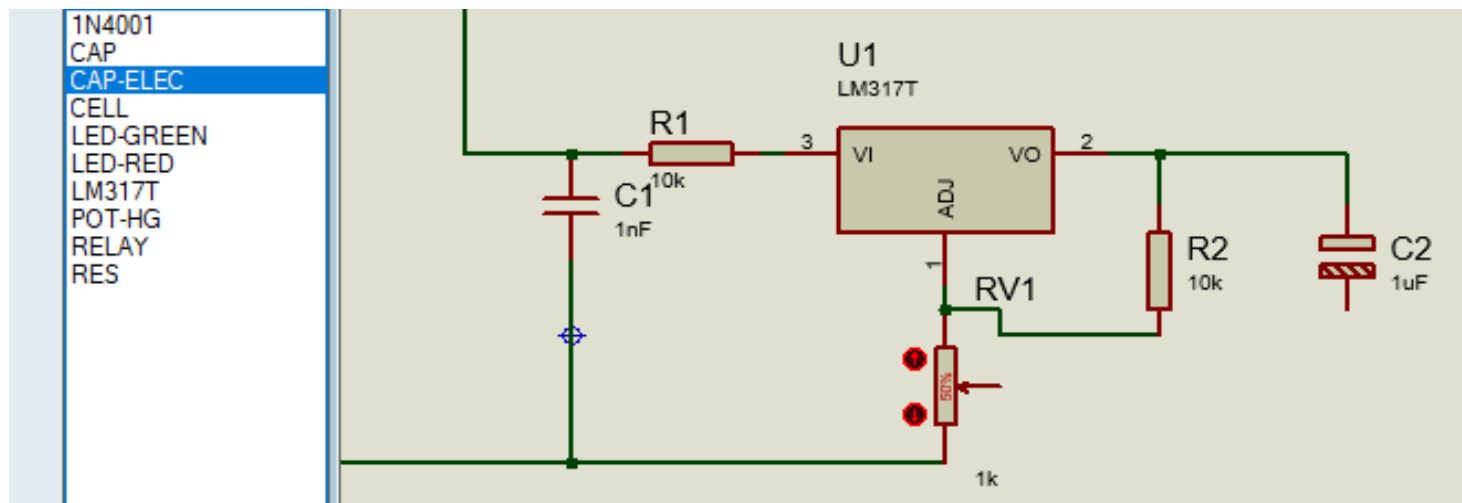 1N4001
CAP
CAP-ELEC
CELL
LED-GREEN
LED-RED
LM317T
POT-HG
RELAY
RES
U1
LM317T
R1
10k
3
VI
VO
2
ADJ
1
C1
1nF
RV1
50%
1k
R2
10k
C2
1uF